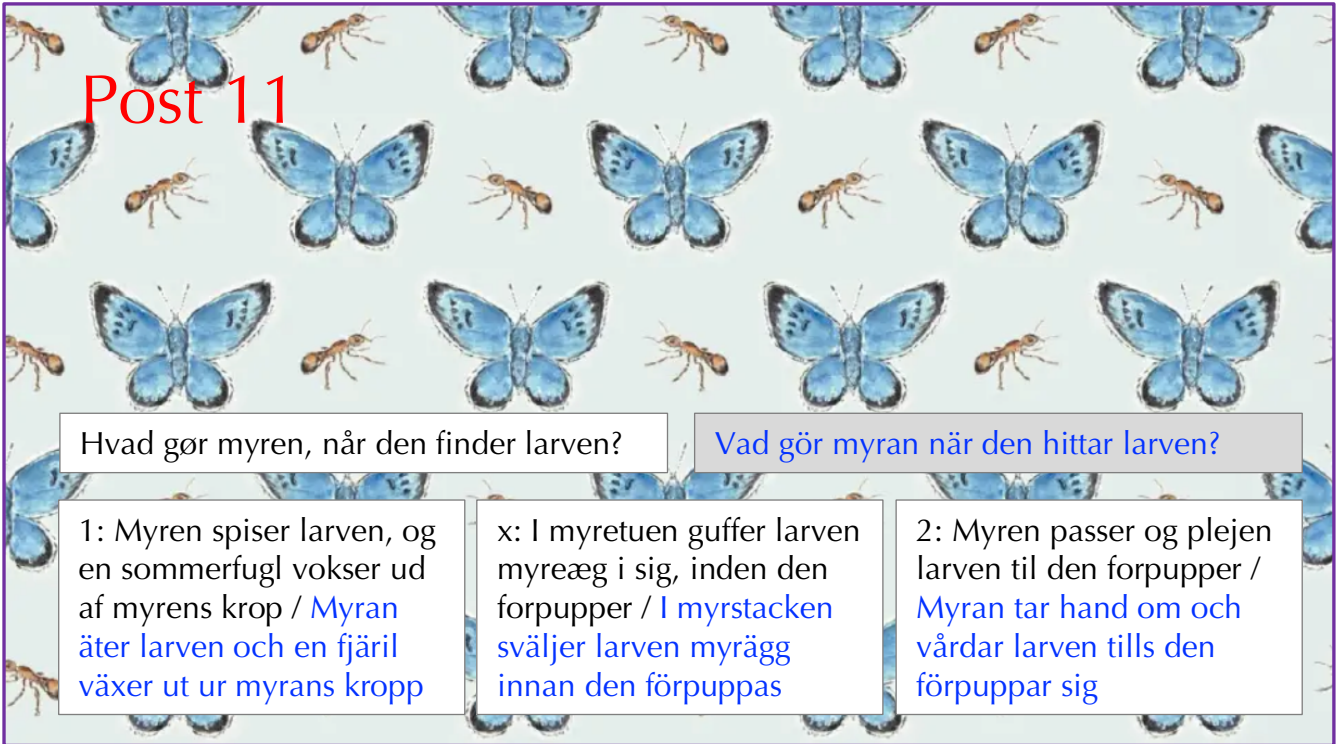 Post 11
Hvad gør myren, når den finder larven?
Vad gör myran när den hittar larven?
1: Myren spiser larven, og
en sommerfugl vokser ud
af myrens krop / Myran
äter larven och en fjäril
växer ut ur myrans kropp
x: I myretuen guffer larven
myreæg i sig, inden den
forpupper / I myrstacken
sväljer larven myrägg
innan den förpuppas
2: Myren passer og plejen
larven til den forpupper /
Myran tar hand om och
vårdar larven tills den
förpuppar sig